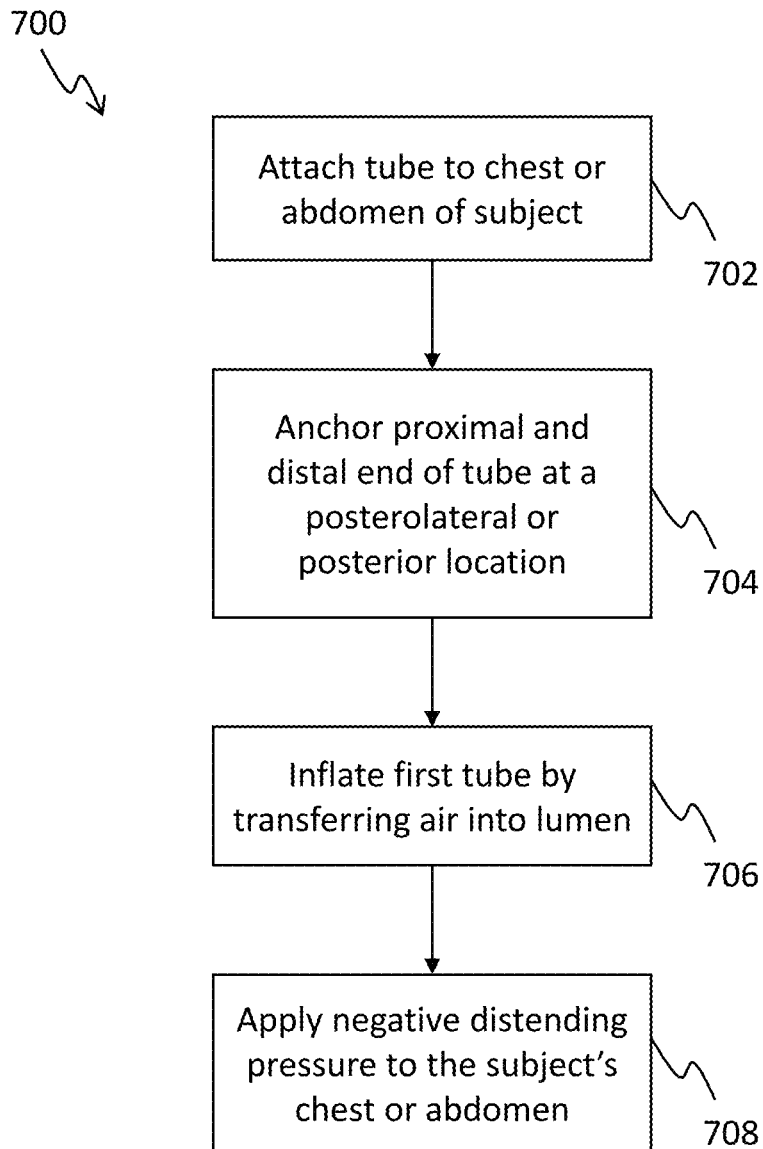 700
Attach tube to chest or
abdomen of subject
702
Anchor proximal and
distal end of tube at a
posterolateral or
posterior location
704
Inflate first tube by
transferring air into lumen
706
Apply negative distending
pressure to the subject's
chest or abdomen
708